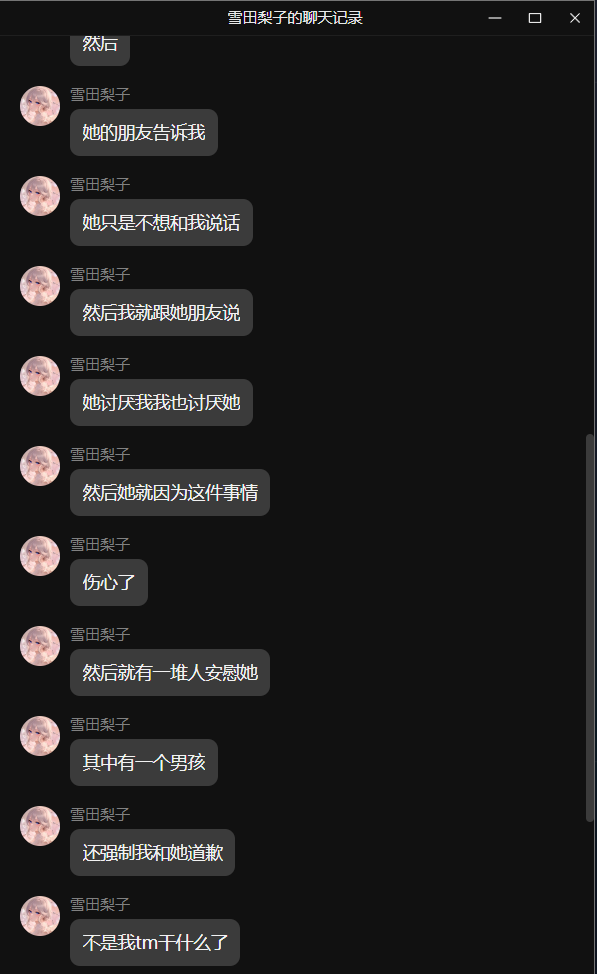 雪田梨子的聊天记录
然后
雪田梨子
她的朋友告诉我
雪田梨子
她只是不想和我说话
雪田梨子
然后我就跟她朋友说
雪田梨子
她讨厌我我也讨厌她
雪田梨子
然后她就因为这件事情
雪田梨子
伤心了
雪田梨子
然后就有一堆人安慰她
雪田梨子
其中有一个男孩
雪田梨子
还强制我和她道歉
雪田梨子
不是我tm干什么了